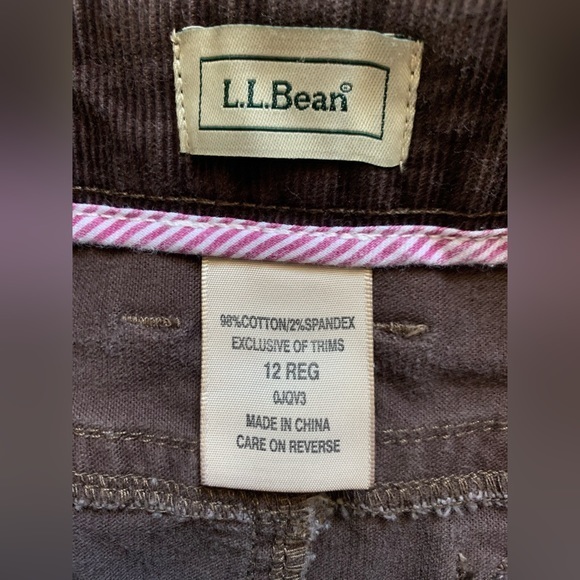 L.L.Bean®
98%COTTON/2%SPANDEX
EXCLUSIVE OF TRIMS
12 REG
0JQV3
MADE IN CHINA
CARE ON REVERSE